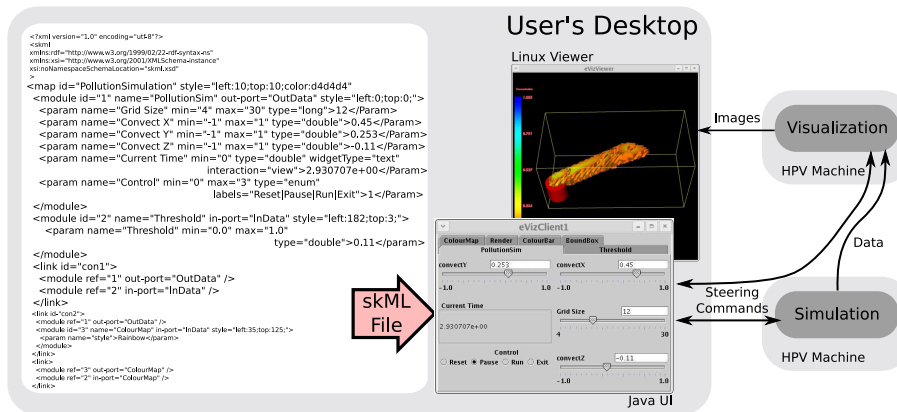 <?xml version="1.0" encoding="utf-8"?>
<skml
xmlns:rdf="http://www.w3.org/1999/02/22-rdf-syntax-ns"
xmlns:xsi="http://www.w3.org/2001/XMLSchema-instance"
xsi:noNamespaceSchemaLocation="skml.xsd"
>
<map id="PollutionSimulation" style="left:10;top:10;color:d4d4d4"
<module id="1" name="PollutionSim" out-port="OutData" style="left:0;top:0;">
<param name="Grid Size" min="4" max="30" type="long">12</Param>
<param name="Convect X" min="-1" max="1" type="double">0.45</Param>
<param name="Convect Y" min="-1" max="1" type="double">0.253</Param>
<param name="Convect Z" min="-1" max="1" type="double">-0.11</Param>
<param name="Current Time" min="0" type="double" widgetType="text"
interaction="view">2.930707e+00</Param>
<param name="Control" min="0" max="3" type="enum"
labels="Reset|Pause|Run|Exit">1</Param>
</module>
<module id="2" name="Threshold" in-port="InData" style="left:182;top:3;">
<param name="Threshold" min="0.0" max="1.0"
type="double">0.11</param>
</module>
<link id="con1">
<module ref="1" out-port="OutData" />
<module ref="2" in-port="InData" />
</link>
<link id-"con2">
<module ref="1" out-port="OutData" />
<module id="3" name="ColourMap" in-port="InData" style="left:35;top:125;">
<param name="style">Rainbow</param>
</module>
</link>
<link>
<module ref="3" out-port="ColourMap" />
<module ref="2" in-port="ColourMap" />
</link>
User's Desktop
Linux Viewer
eVizViewer
skML
File
eVizClient1
ColourMap Render ColourBar BoundBox
PollutionSim Threshold
convectY 0.253 convectX 0.45
-1.0 1.0 -1.0 1.0
Current Time
2.930707e+00
Grid Size 12
4 30
Control
Reset Pause Run Exit
convectZ -0.11
-1.0 1.0
Java UI
Images
Visualization
HPV Machine
Data
Steering
Commands
Simulation
HPV Machine